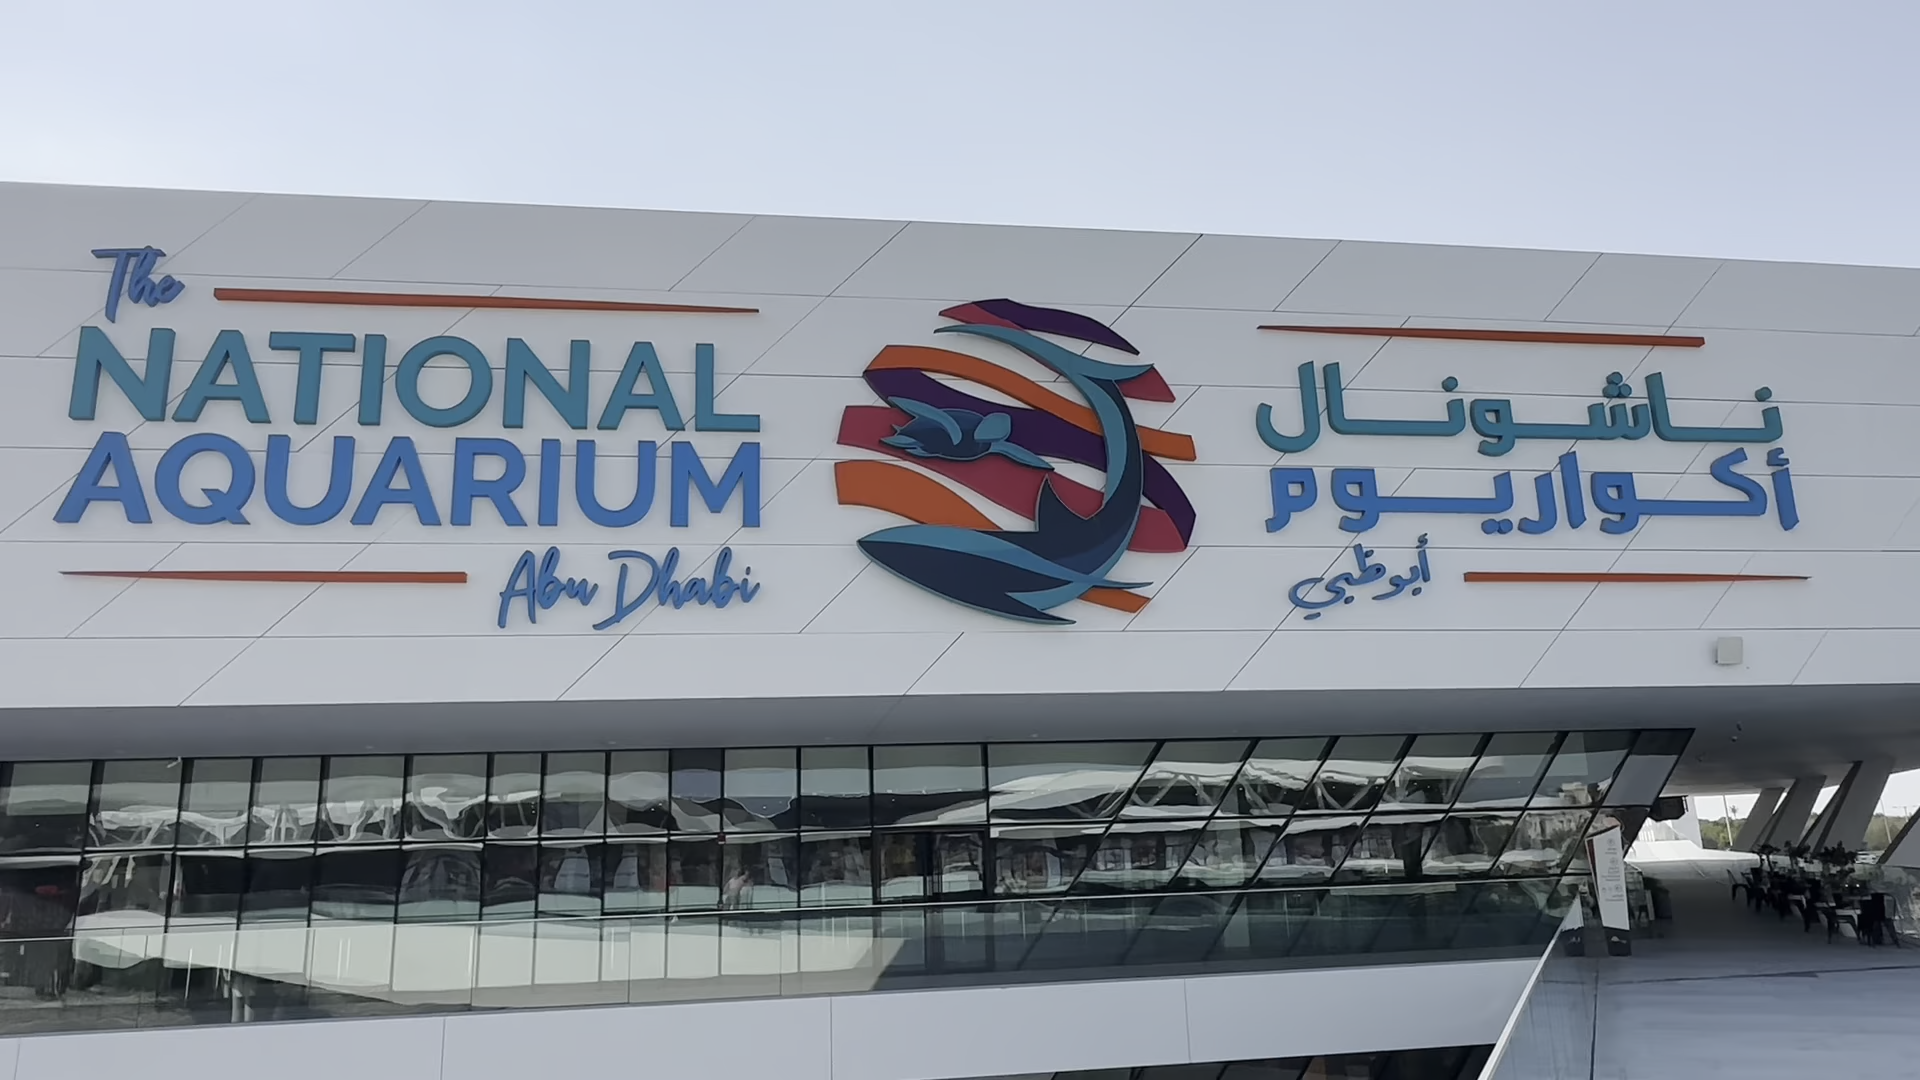 The
NATIONAL
AQUARIUM
Abu Dhabi
ناشونال
أكواريوم
أبوظبي